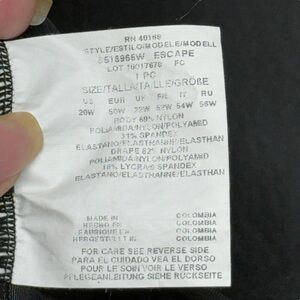 RN 40169
STYLE/ESTILO/MODELE/MODELL
ESCAPE
LOT 16017678 PC
1 PC
SIZE/TALLA/TAILLE/GRÖßE
US EUR UK FR IT RU
20W 50W 22W 52W 54W 56W
BODY 69% NYLON
POLIAMIDA/NYLON/POLYAMID
31% SPANDEX
ELASTANO/ELASTHANNE/ELASTHAN
DRAPE 82% NYLON
POLIAMIDA/NYLON/POLYAMID
18% LYCRA® SPANDEX
ELASTANO/ELASTHANNE/ELASTHAN
MADE IN COLOMBIA
HECHO EN COLOMBIA
FABRIQUE EN COLOMBIA
HERGESTELLT IN COLOMBIA
FOR CARE SEE REVERSE SIDE
PARA EL CUIDADO VEA EL DORSO
POUR LE SOIN VOIR LE VERSO
PFLEGEANLEITUNG SIEHE RÜCKSEITE